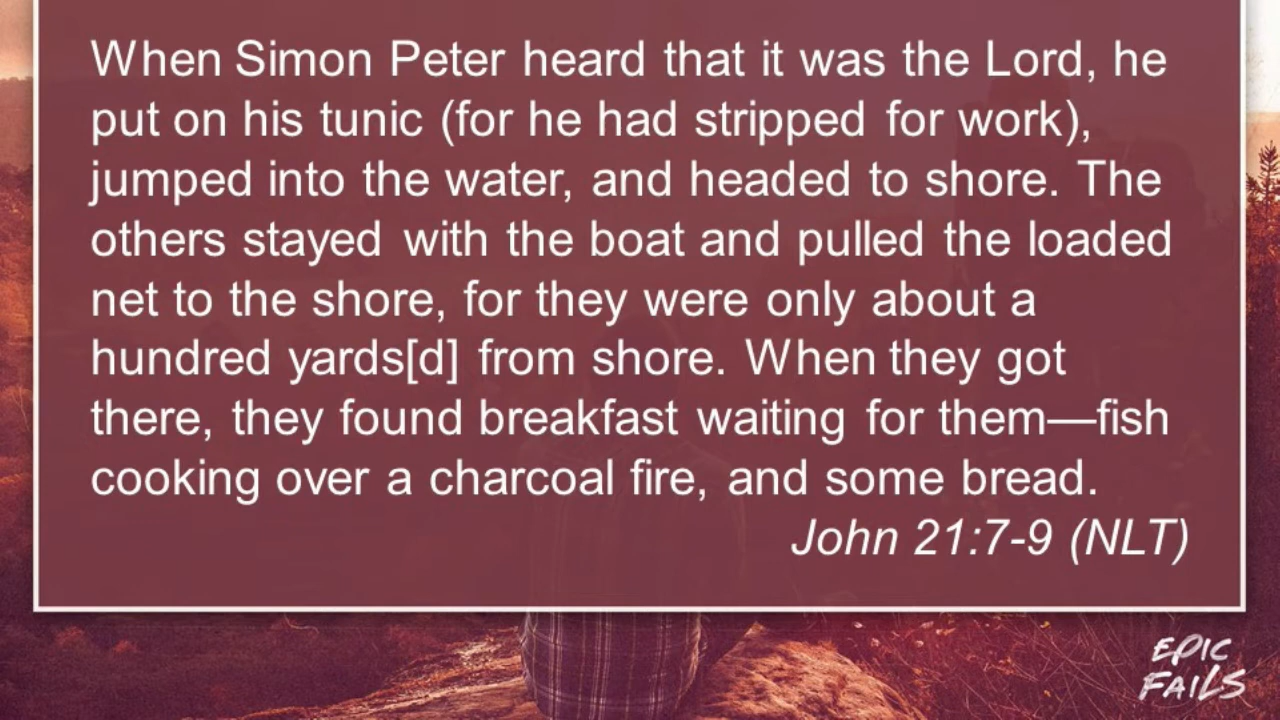 When Simon Peter heard that it was the Lord, he
put on his tunic (for he had stripped for work),
jumped into the water, and headed to shore. The
others stayed with the boat and pulled the loaded
net to the shore, for they were only about a
hundred yards[d] from shore. When they got
there, they found breakfast waiting for them—fish
cooking over a charcoal fire, and some bread.
John 21:7-9 (NLT)
EPIC
FAILS